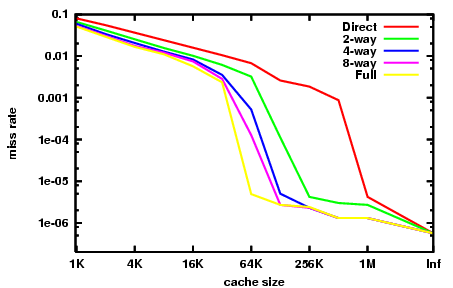 0.1
0.01
0.001
1e-04
1e-05
1e-06
miss rate
Direct
2-way
4-way
8-way
Full
1K 4K 16K 64K 256K 1M Inf
cache size